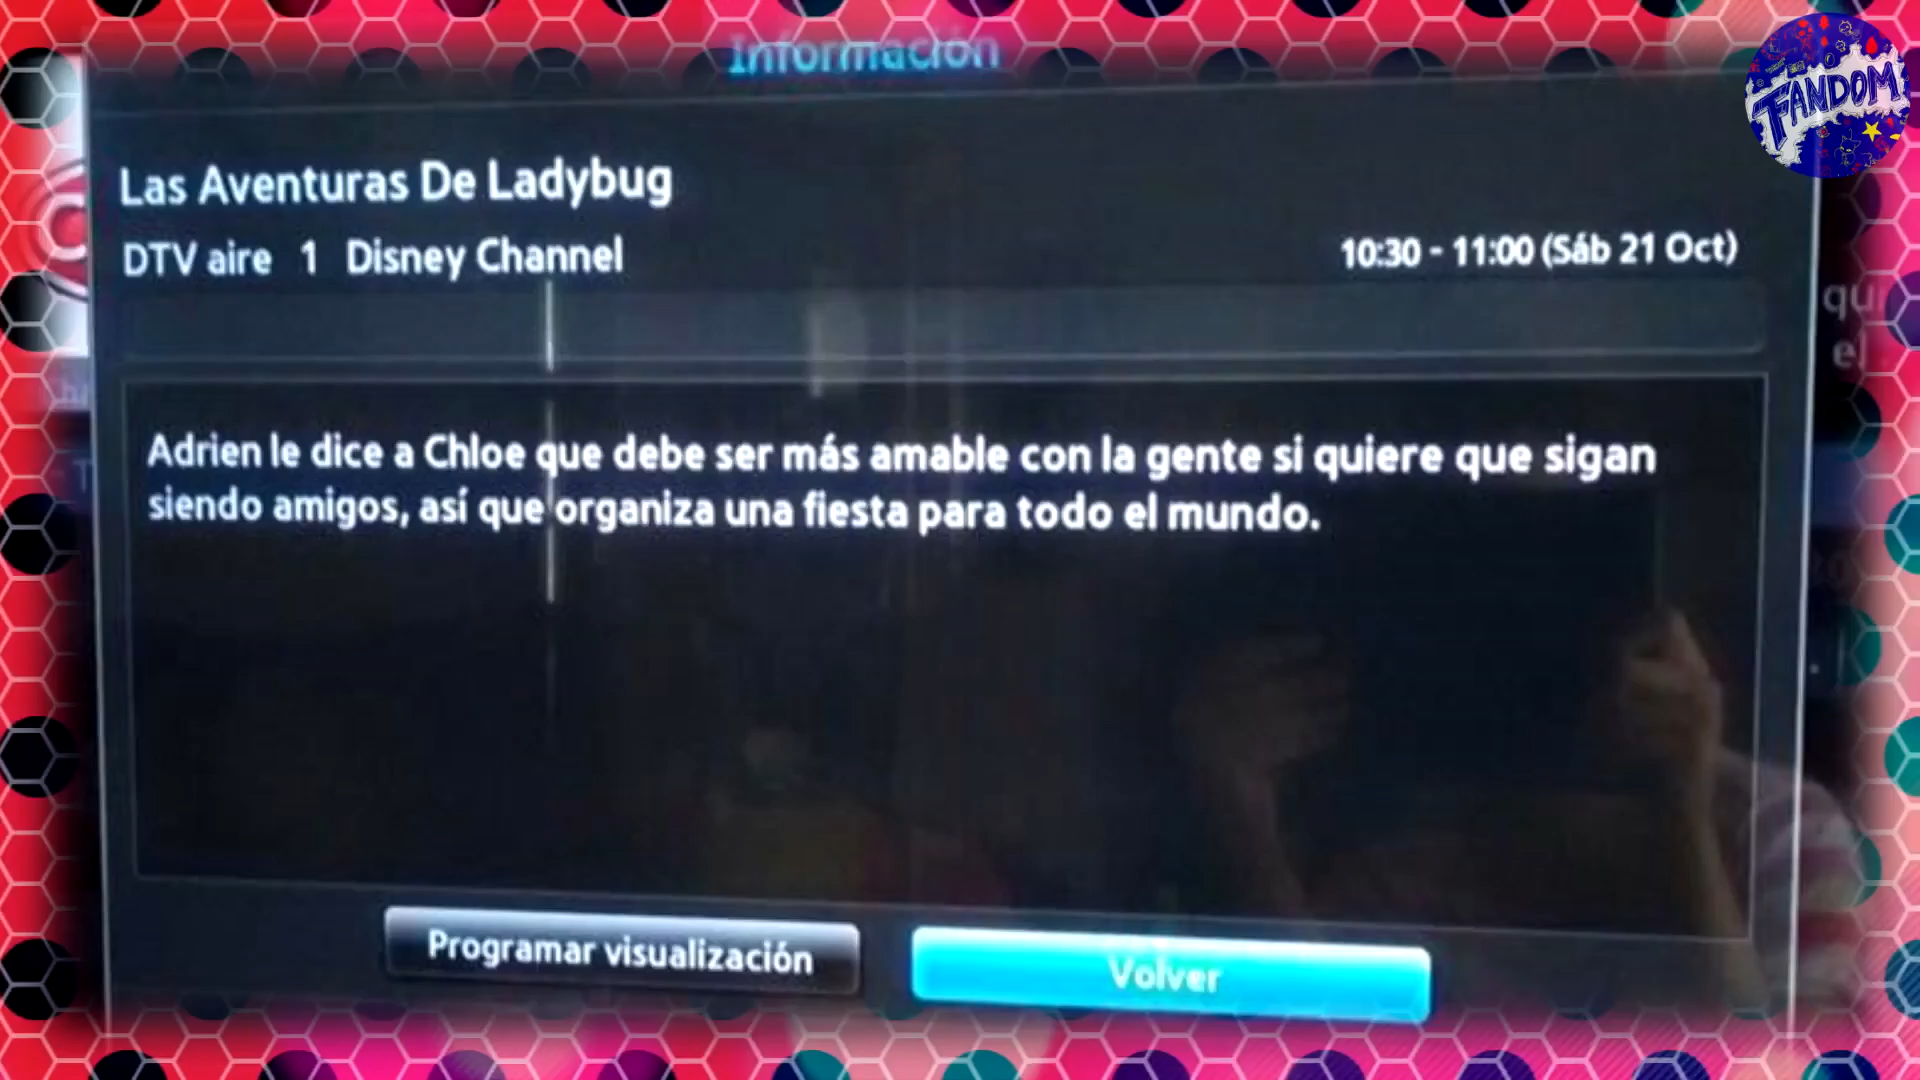 Información
FANDOM
Las Aventuras De Ladybug
DTV aire 1 Disney Channel
10:30 - 11:00 (Sáb 21 Oct)
Adrien le dice a Chloe que debe ser más amable con la gente si quiere que sigan
siendo amigos, así que organiza una fiesta para todo el mundo.
Programar visualización
Volver